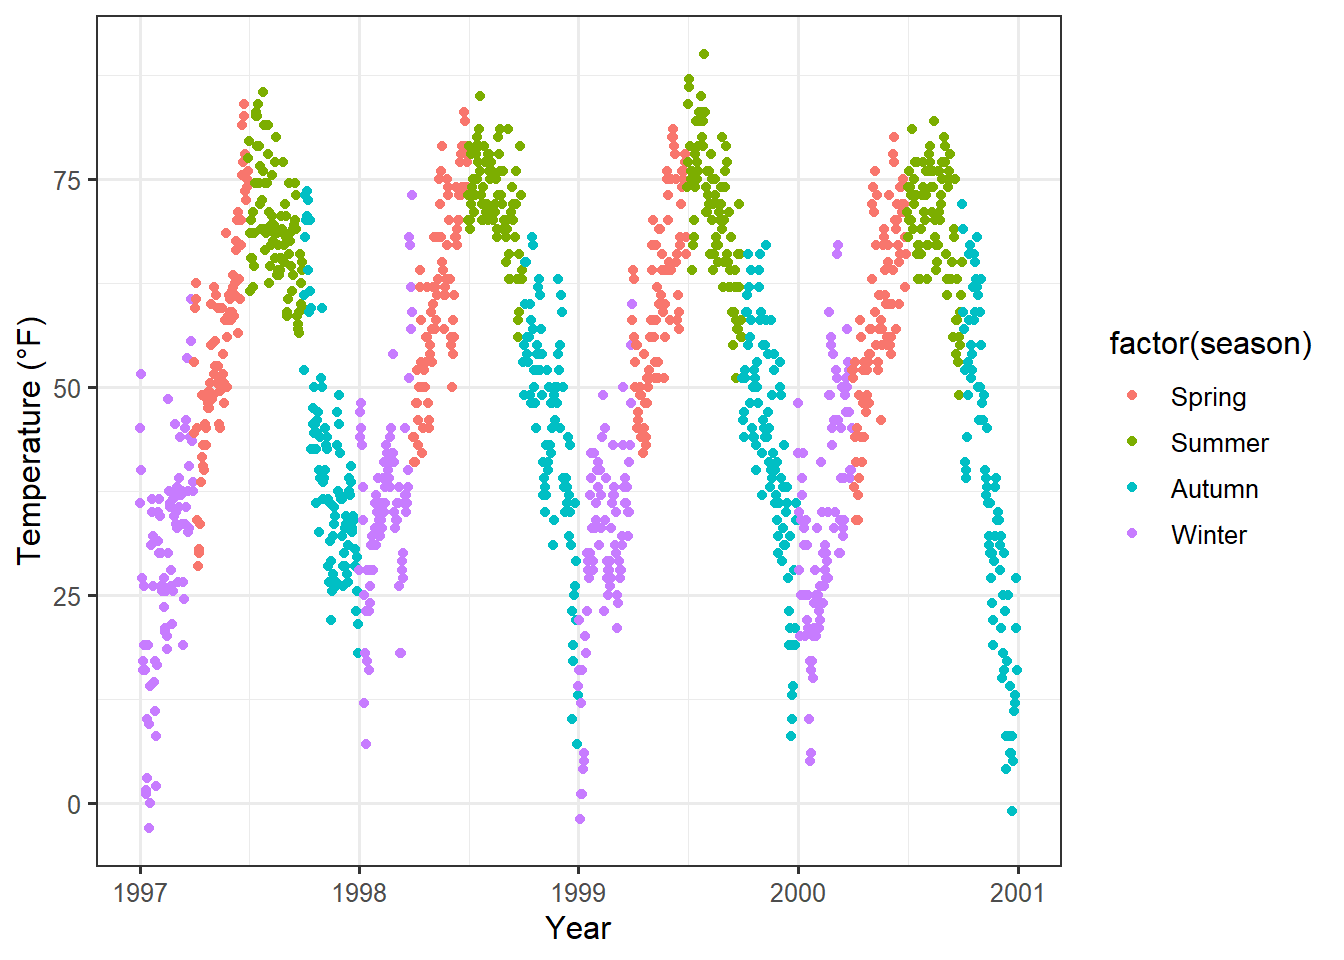 75
50
25
0
Temperature (°F)
1997 1998 1999 2000 2001
Year
factor(season)
Spring
Summer
Autumn
Winter